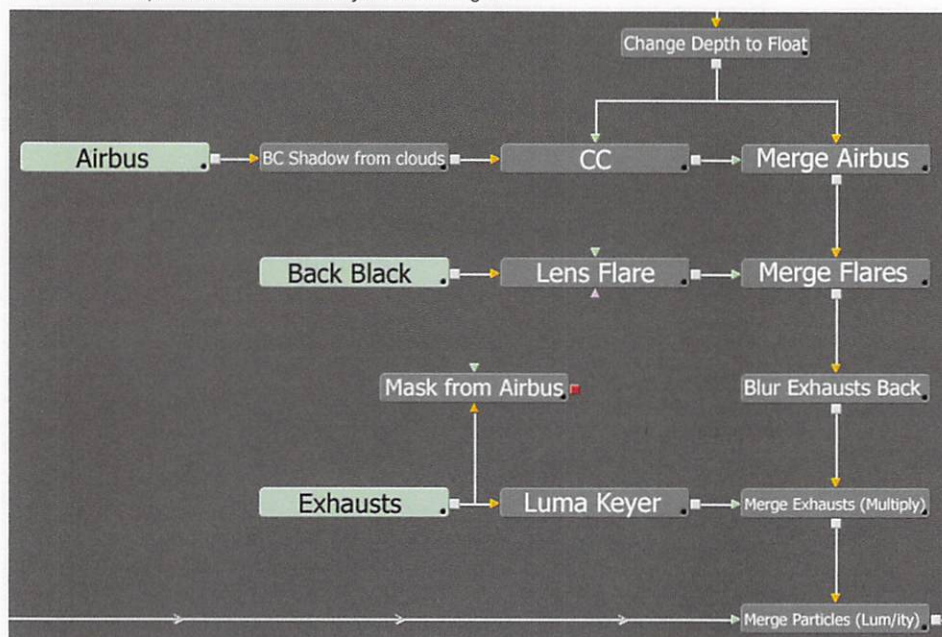 Change Depth to Float
Airbus
BC Shadow from clouds
CC
Merge Airbus
Back Black
Lens Flare
Merge Flares
Mask from Airbus
Blur Exhausts Back
Exhausts
Luma Keyer
Merge Exhausts (Multiply)
Merge Particles (Lum/ity)